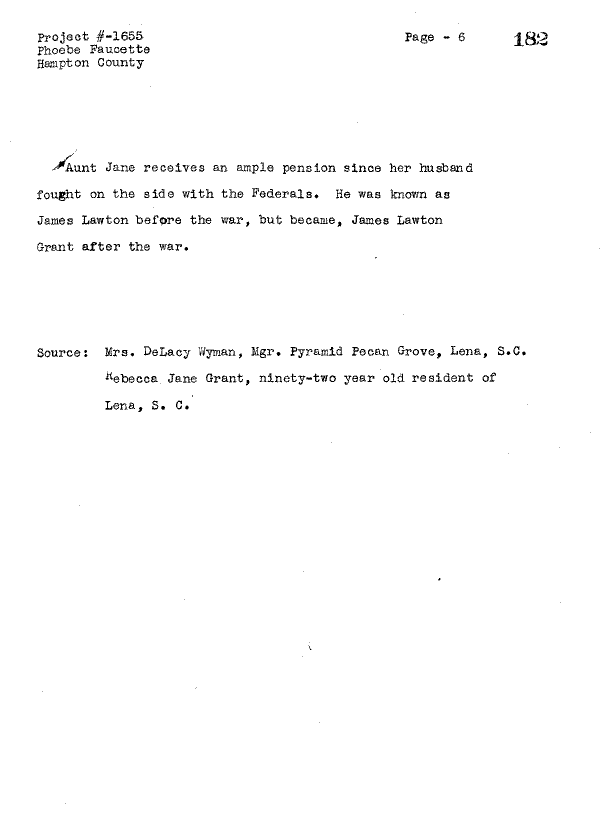 Project #-1655
Phoebe Faucette
Hampton County
Page - 6
182
Aunt Jane receives an ample pension since her husband
fought on the side with the Federals. He was known as
James Lawton before the war, but became, James Lawton
Grant after the war.
Source: Mrs. DeLacy Wyman, Mgr. Pyramid Pecan Grove, Lena, S.C.
Rebecca Jane Grant, ninety-two year old resident of
Lena, S. C.